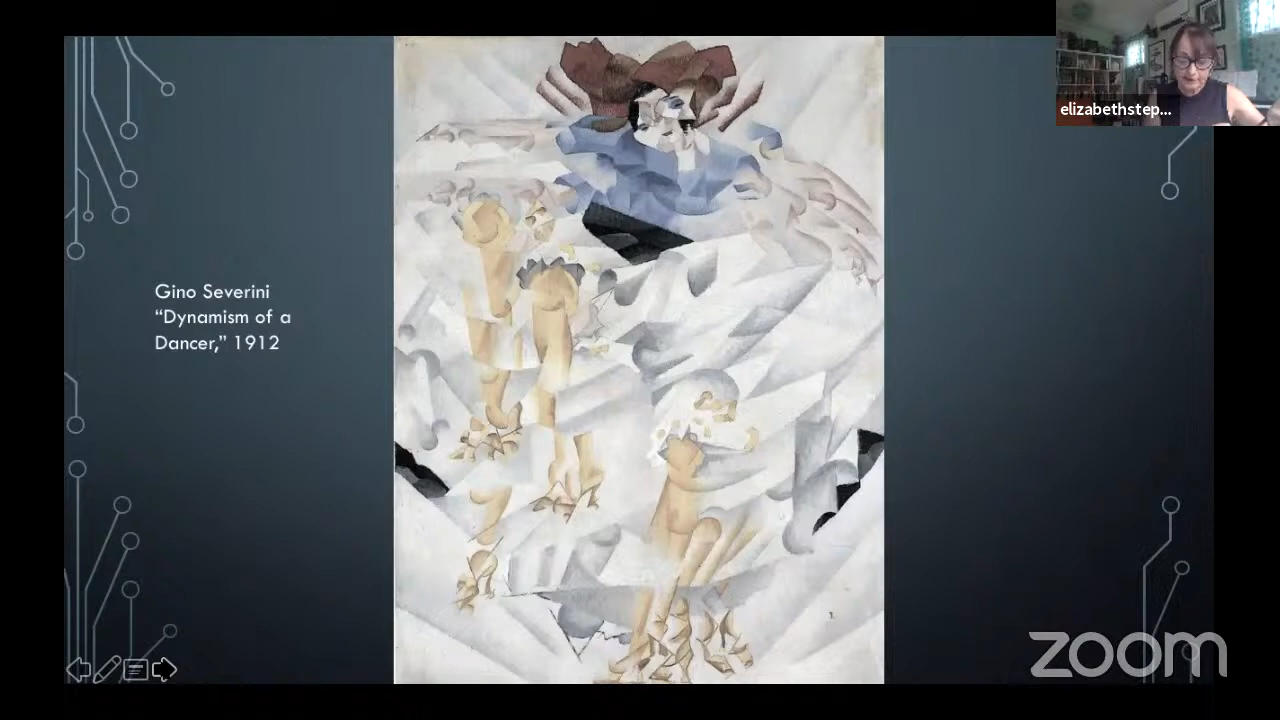 elizabethstep...
Gino Severini
“Dynamism of a
Dancer,” 1912
zoom